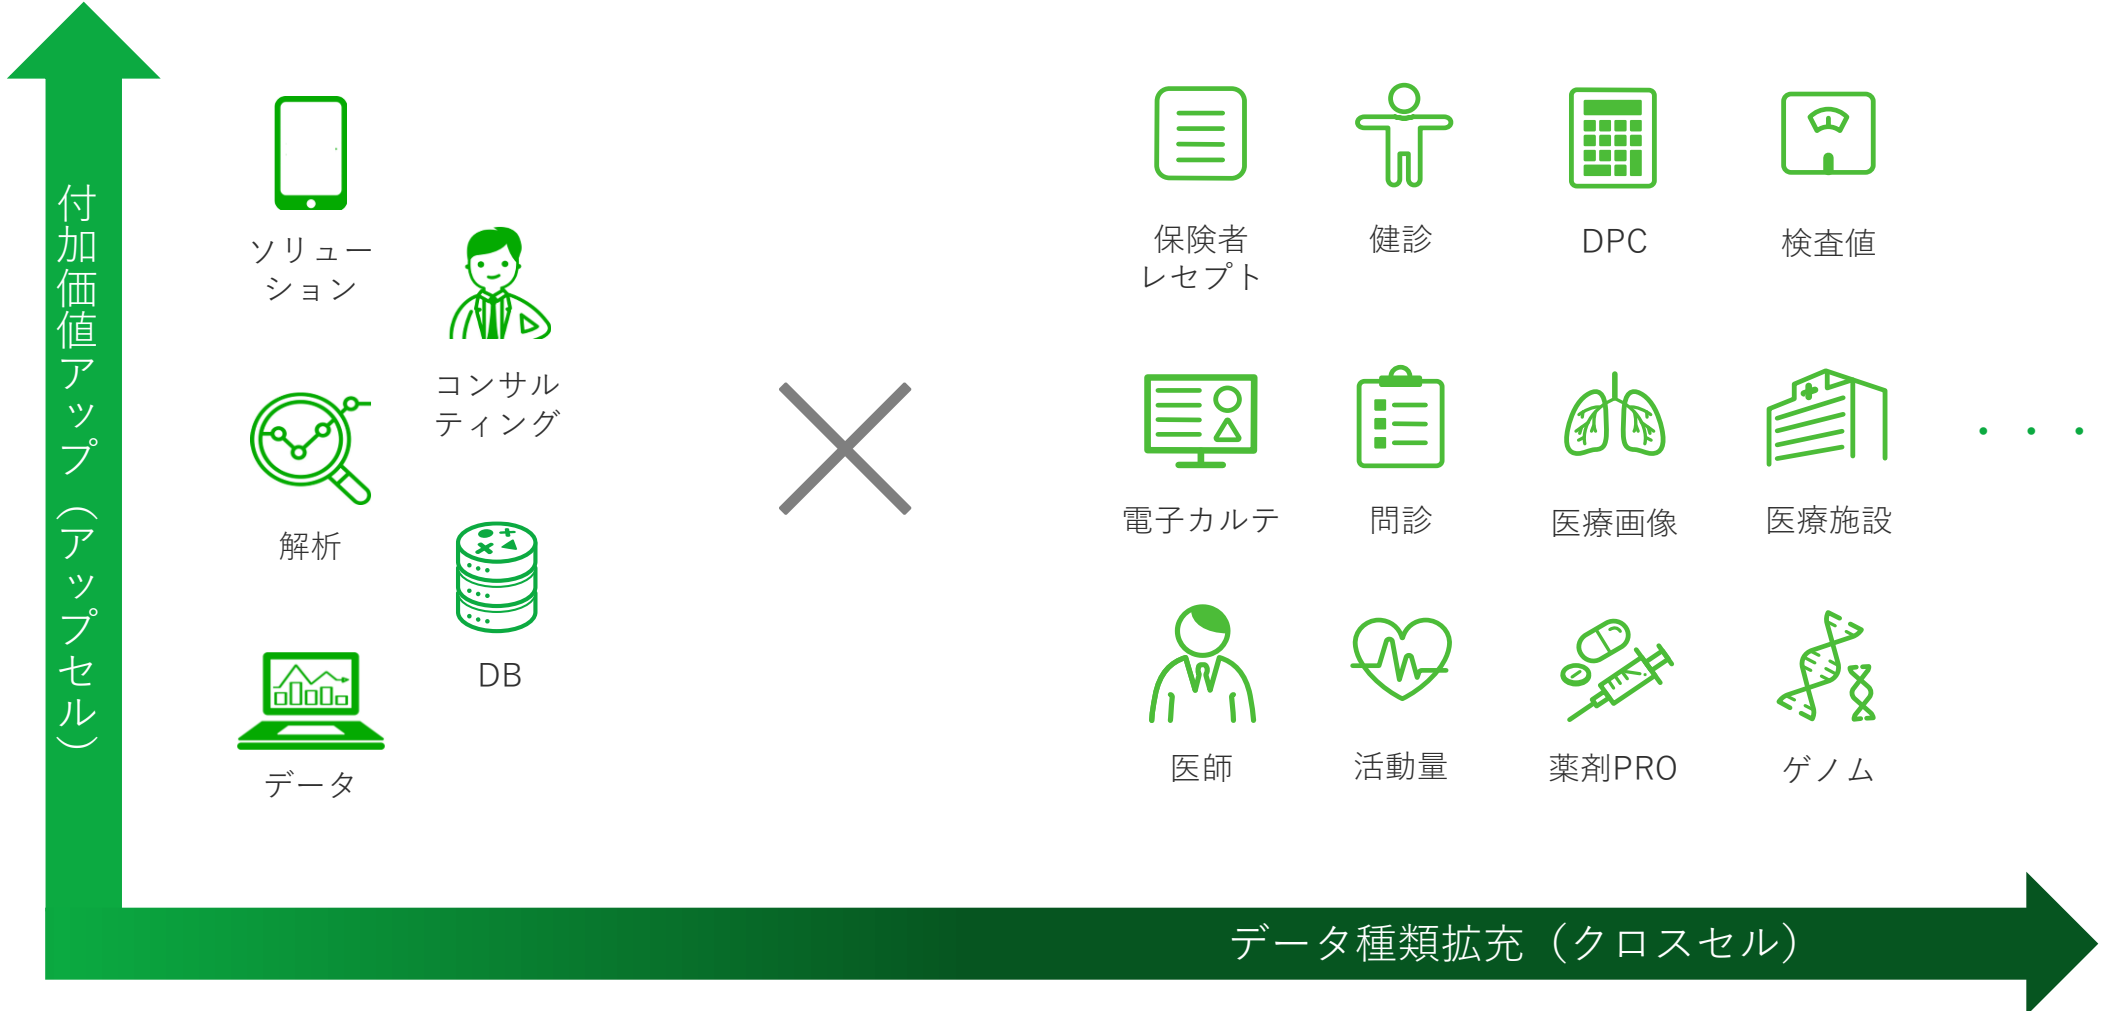 付加価値アップ（アップセル）
ソリュー
ション
コンサル
ティング
解析
DB
データ
保険者
レセプト
健診
DPC
検査値
電子カルテ
問診
医療画像
医療施設
・・・
医師
活動量
薬剤PRO
ゲノム
データ種類拡充（クロスセル）